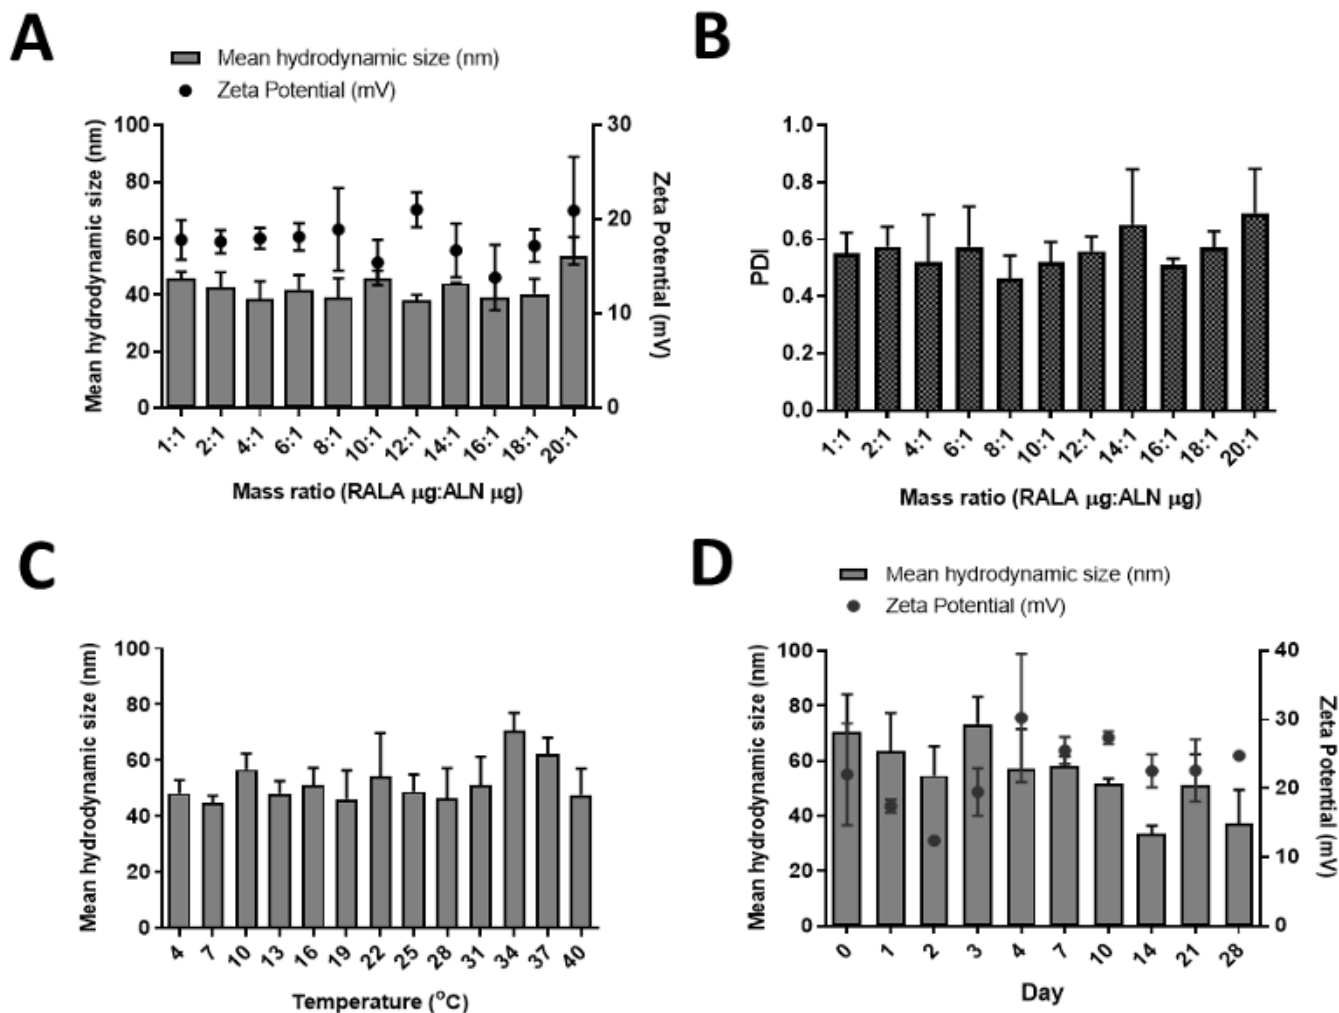 A
Mean hydrodynamic size (nm)
Zeta Potential (mV)
Mean hydrodynamic size (nm)
100
80
60
40
20
0
30
20
10
0
Zeta Potential (mV)
1:1 2:1 4:1 6:1 8:1 10:1 12:1 14:1 16:1 18:1 20:1
Mass ratio (RALA µg:ALN µg)
B
PDI
1.0
0.8
0.6
0.4
0.2
0.0
1:1 2:1 4:1 6:1 8:1 10:1 12:1 14:1 16:1 18:1 20:1
Mass ratio (RALA µg:ALN µg)
C
Mean hydrodynamic size (nm)
100
80
60
40
20
0
4 7 10 13 16 19 22 25 28 31 34 37 40
Temperature (°C)
D
Mean hydrodynamic size (nm)
Zeta Potential (mV)
Mean hydrodynamic size (nm)
100
80
60
40
20
0
40
30
20
10
0
Zeta Potential (mV)
0 1 2 3 4 7 10 14 21 28
Day